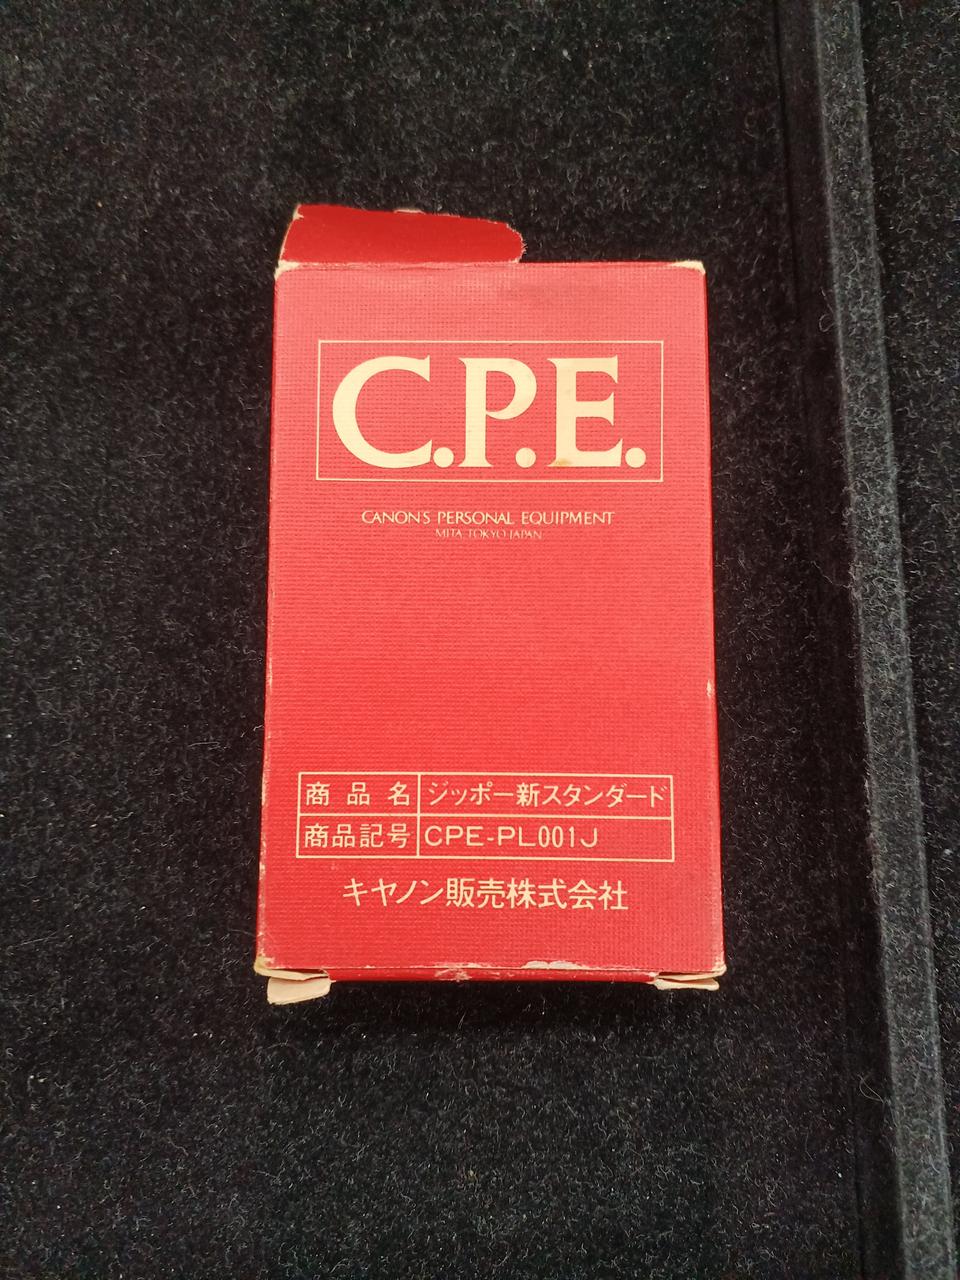 C.P.E.
CANON'S PERSONAL EQUIPMENT
MITA, TOKYO JAPAN
商品名 ジッポー新スタンダード
商品記号 CPE-PL001J
キヤノン販売株式会社